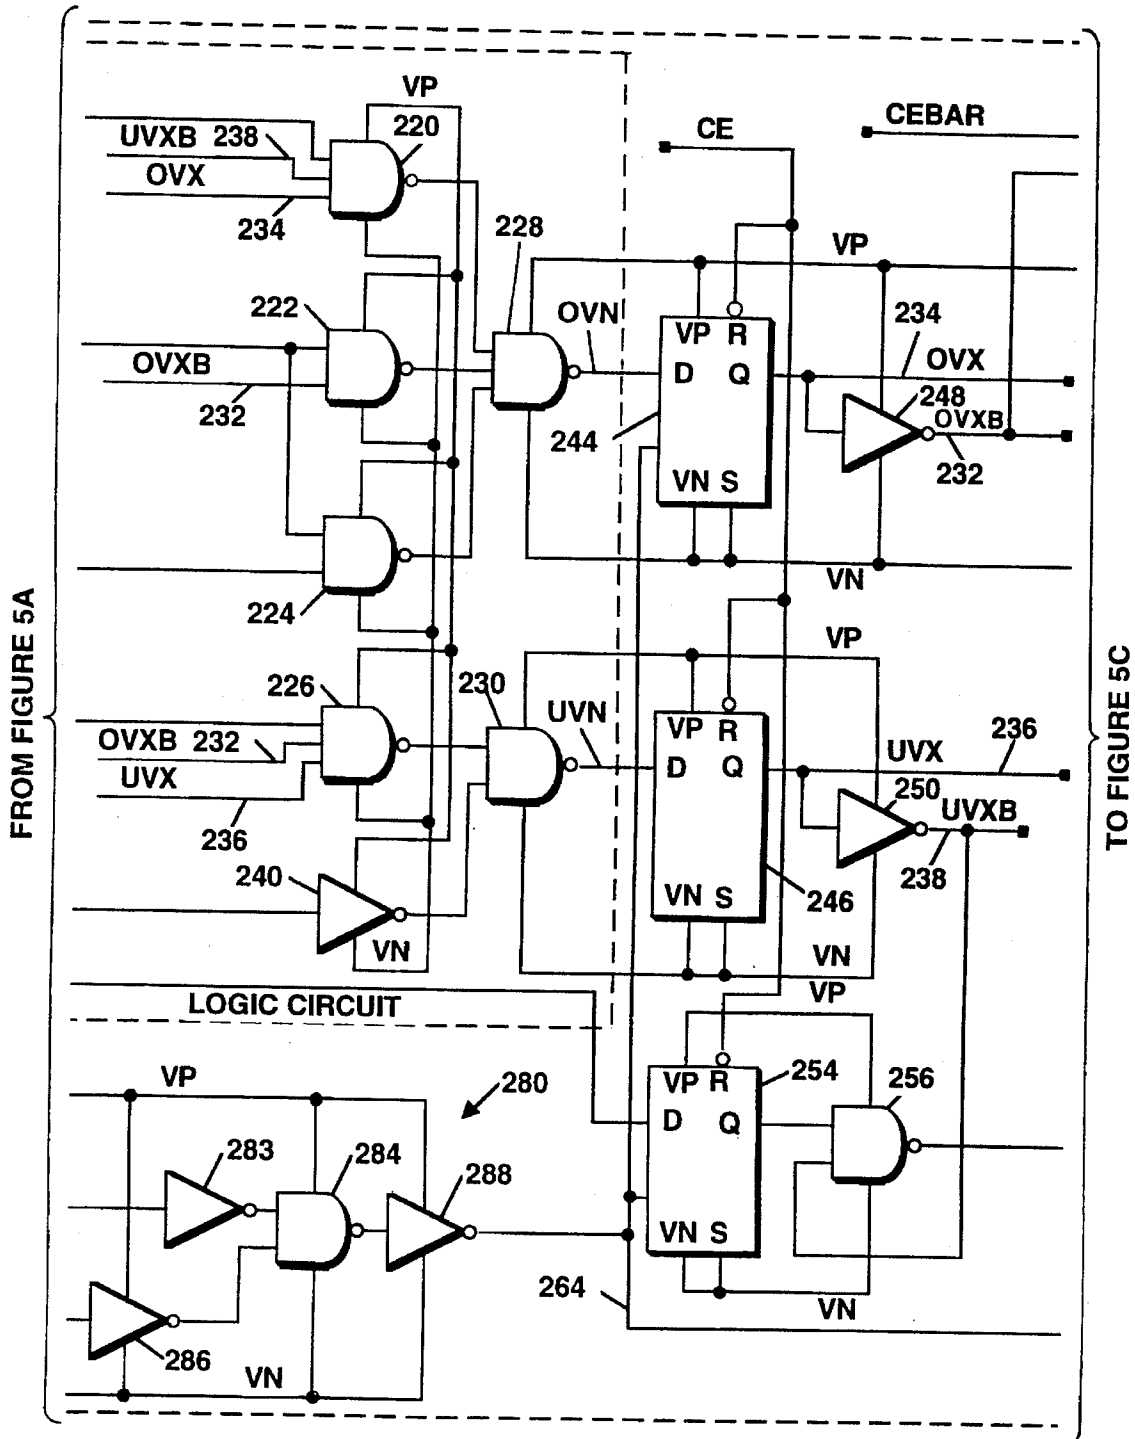 VP
220
UVXB 238
OVX
234
CE
CEBAR
228
VP
222
OVXB
232
OVN
VP R
D Q
244
VN S
234
OVX
248
OVXB
232
224
VN
VP
226
230
OVXB 232
UVX
236
UVN
VP R
D Q
UVX
236
250
UVXB
238
240
VN
VN S
246
VN
LOGIC CIRCUIT
VP
VP R
D Q
254
256
VN S
VN
VP
280
283
284
288
264
286
VN
FROM FIGURE 5A
TO FIGURE 5C